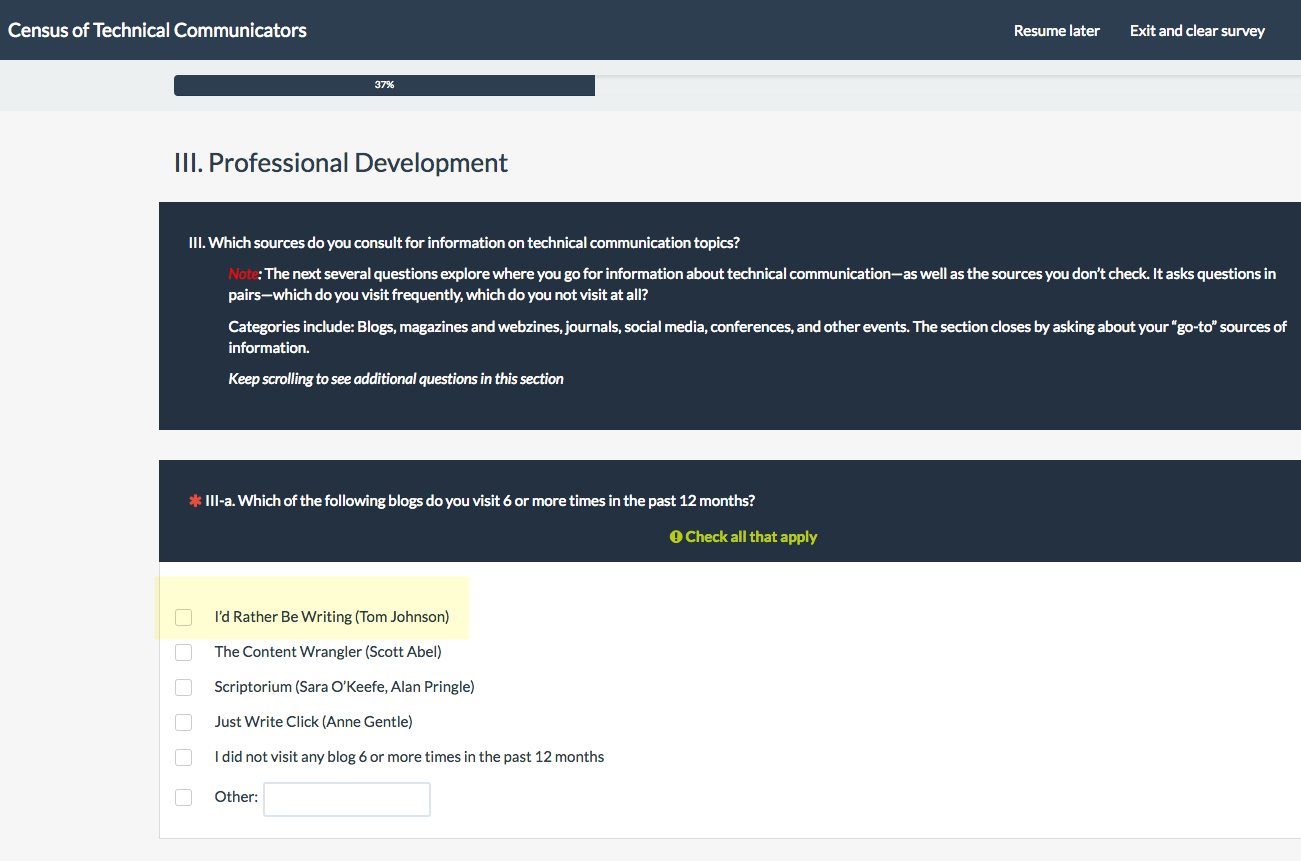 Census of Technical Communicators
Resume later
Exit and clear survey
37%
III. Professional Development
III. Which sources do you consult for information on technical communication topics?
Note: The next several questions explore where you go for information about technical communication—as well as the sources you don’t check. It asks questions in
pairs—which do you visit frequently, which do you not visit at all?
Categories include: Blogs, magazines and webzines, journals, social media, conferences, and other events. The section closes by asking about your “go-to” sources of
information.
Keep scrolling to see additional questions in this section
✱ III-a. Which of the following blogs do you visit 6 or more times in the past 12 months?
Check all that apply
I’d Rather Be Writing (Tom Johnson)
The Content Wrangler (Scott Abel)
Scriptorium (Sara O’Keefe, Alan Pringle)
Just Write Click (Anne Gentle)
I did not visit any blog 6 or more times in the past 12 months
Other: